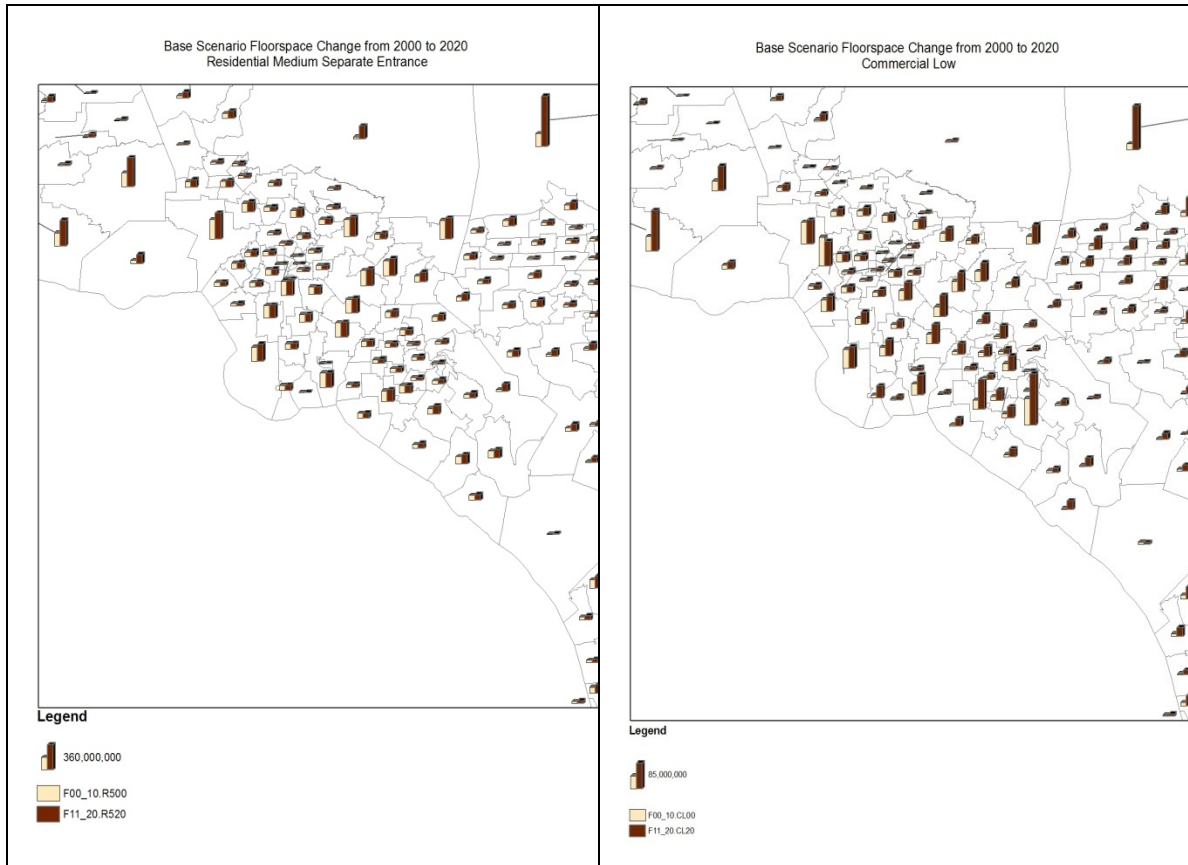 Base Scenario Floorspace Change from 2000 to 2020
Residential Medium Separate Entrance
Legend
360,000,000
F00_10.R500
F11_20.R520
Base Scenario Floorspace Change from 2000 to 2020
Commercial Low
Legend
85,000,000
F00_10.CL00
F11_20.CL20